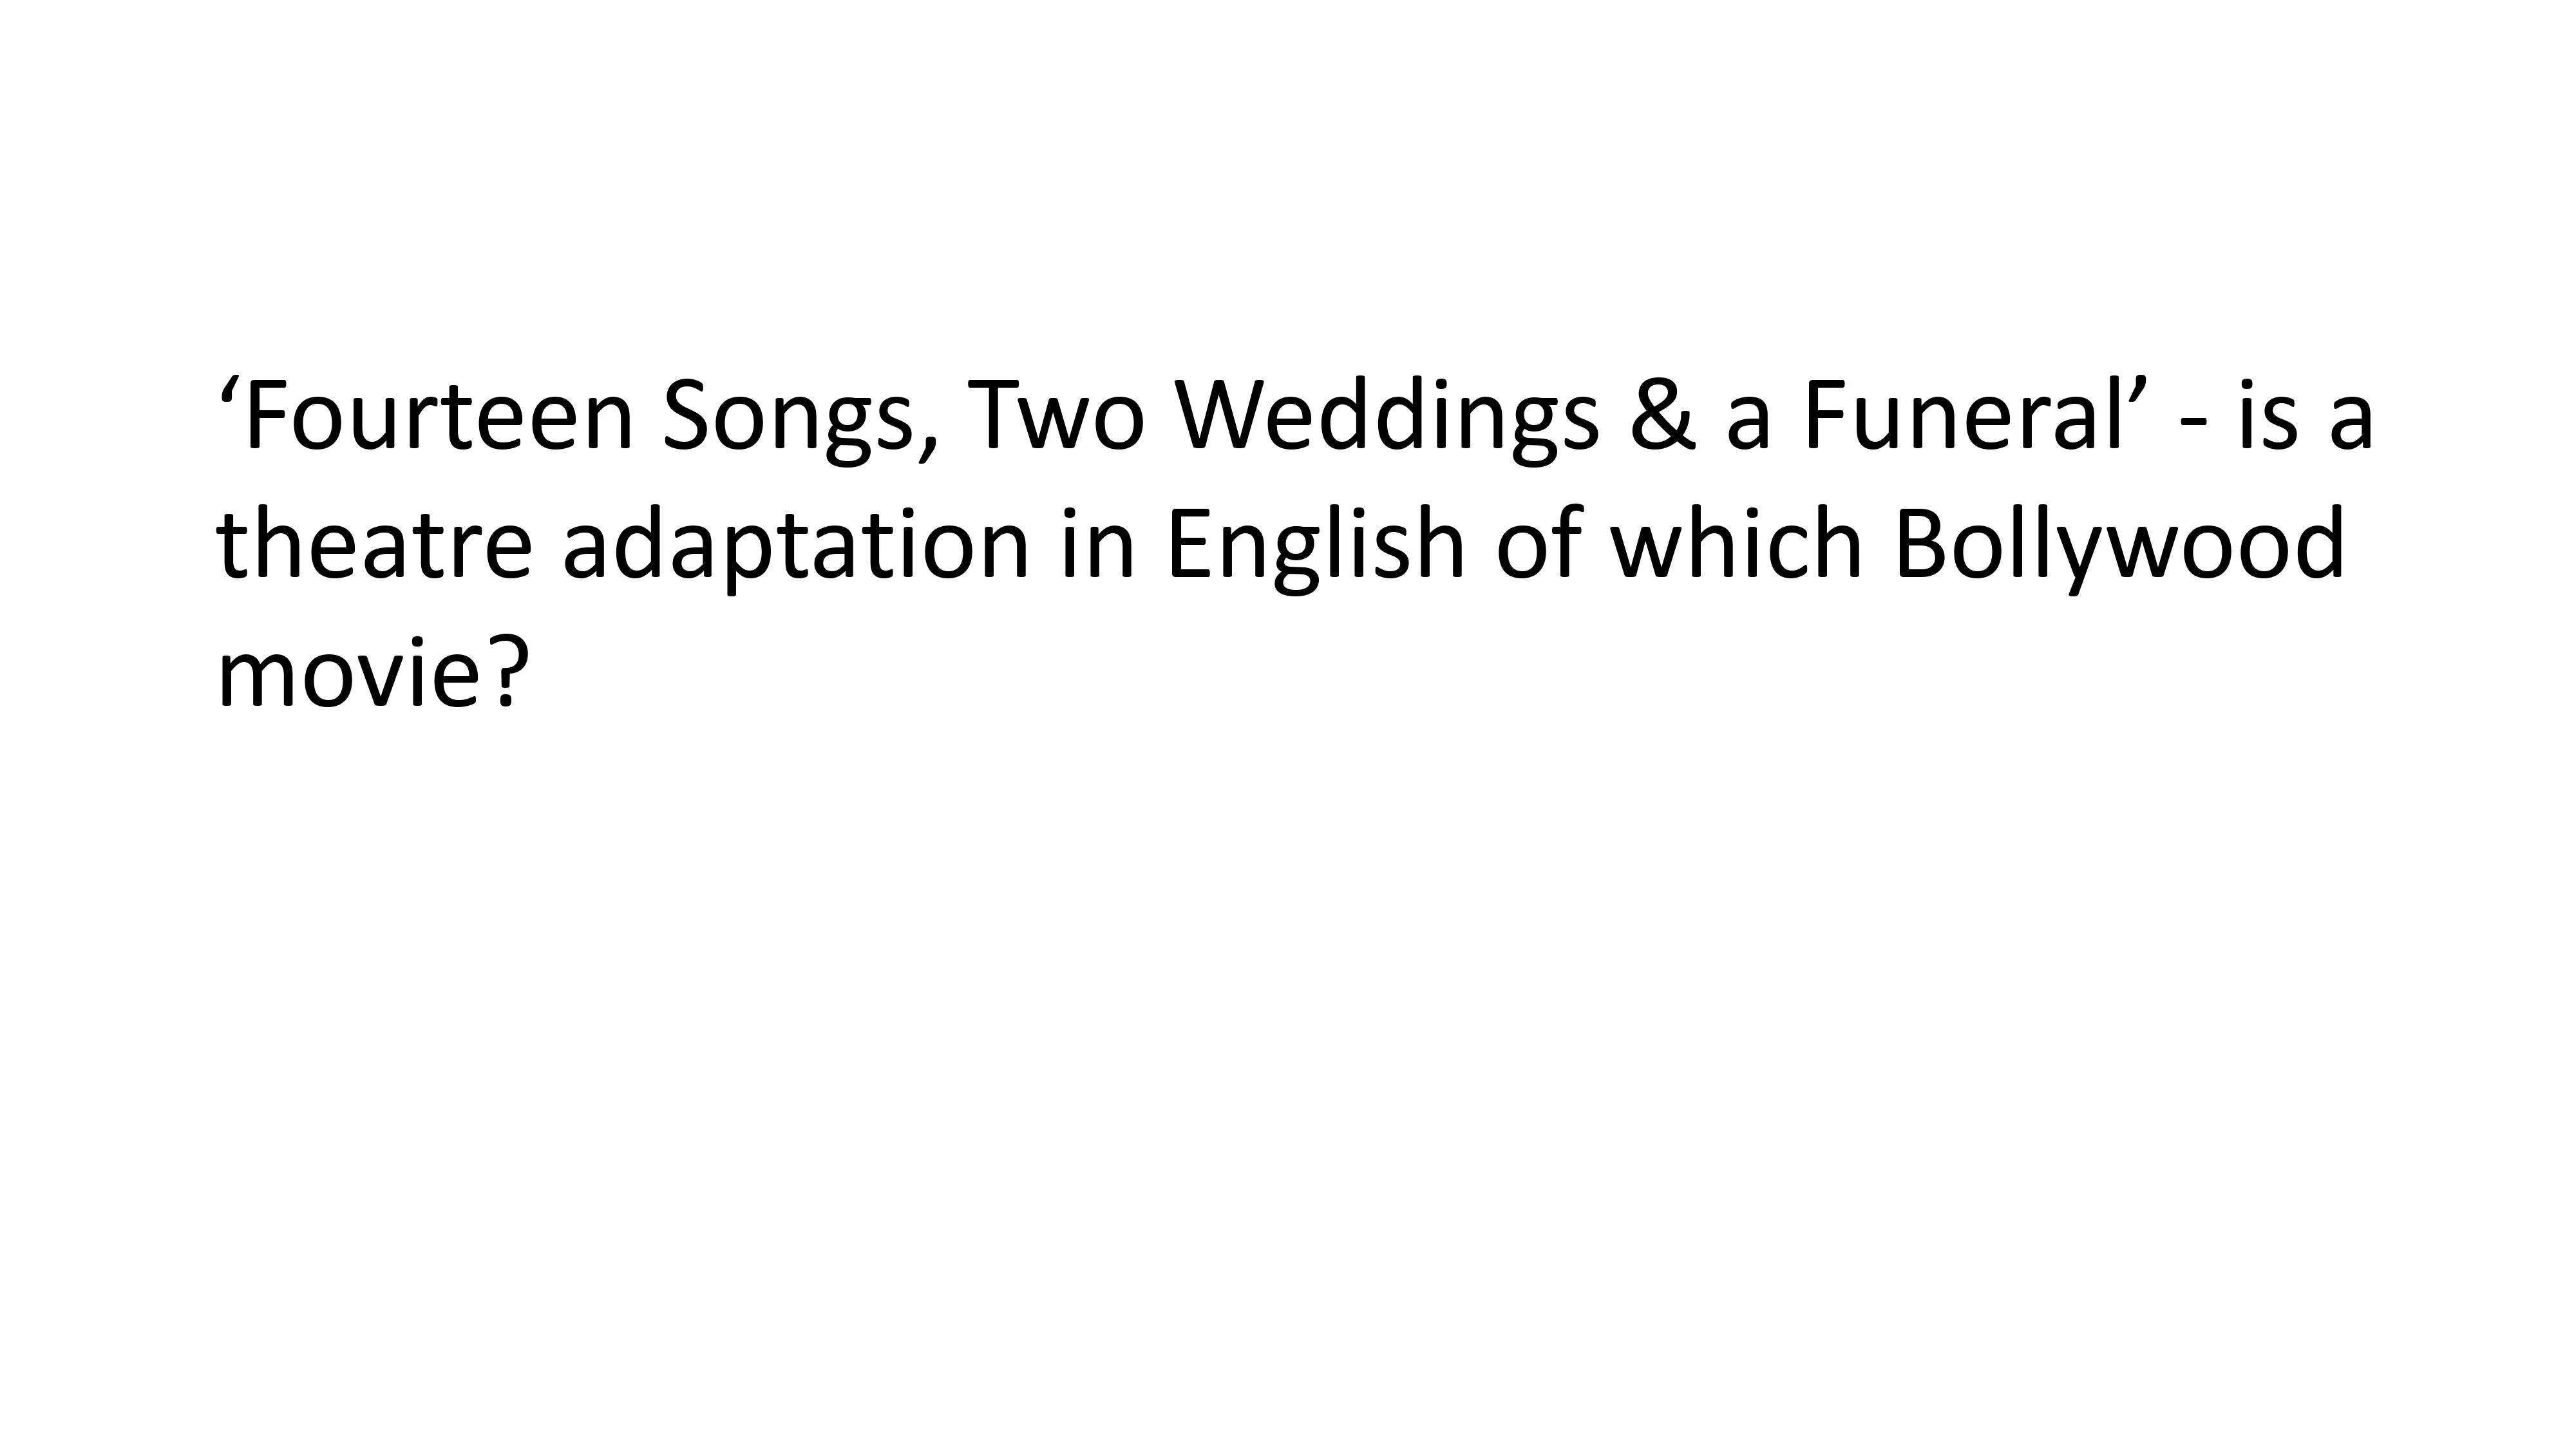 ‘Fourteen Songs, Two Weddings & a Funeral’ - is a
theatre adaptation in English of which Bollywood
movie?